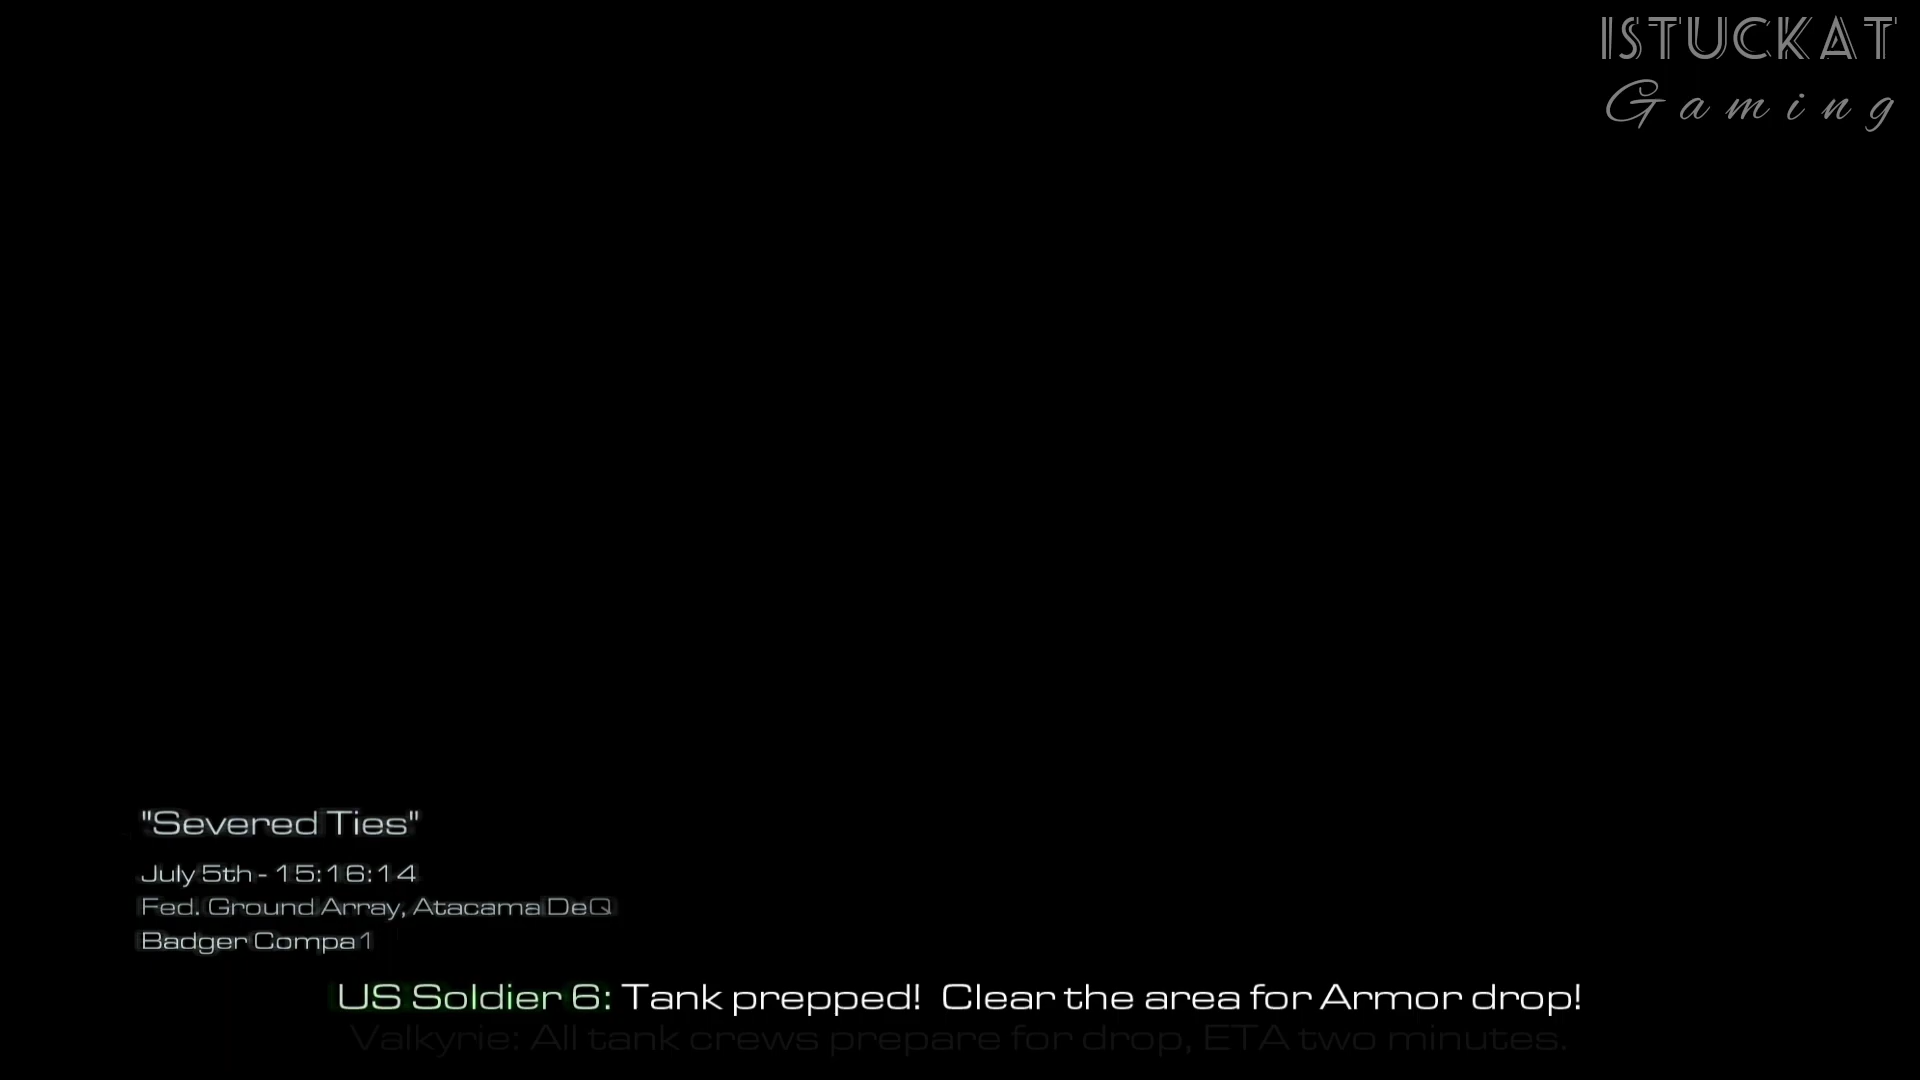 ISTUCKAT
Gaming
"Severed Ties"
July 5th - 15:16:14
Fed. Ground Array, Atacama DeQ
Badger Compa1
US Soldier 6: Tank prepped! Clear the area for Armor drop!
Valkyrie: All tank crews prepare for drop, ETA two minutes.